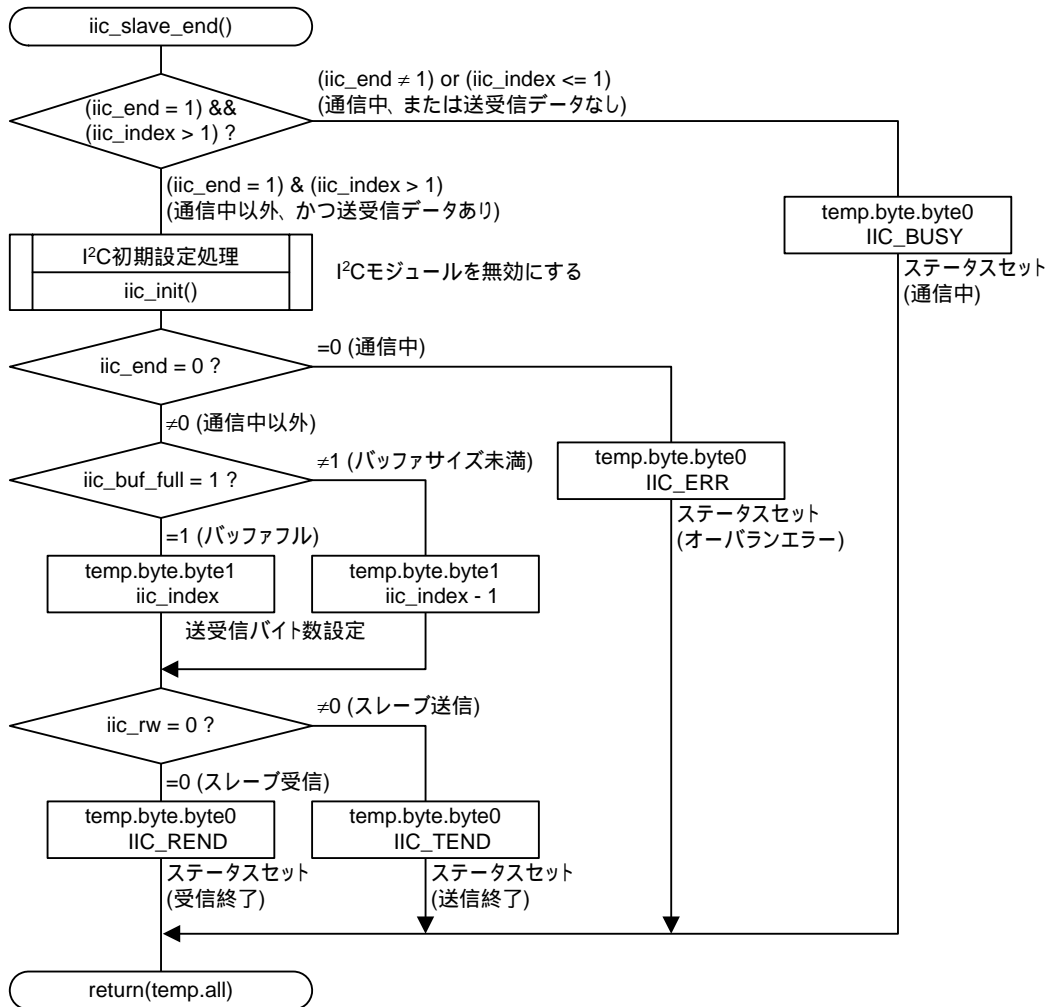 iic_slave_end()
(iic_end = 1) &&
(iic_index > 1) ?
(iic_end ≠ 1) or (iic_index <= 1)
(通信中、または送受信データなし)
(iic_end = 1) & (iic_index > 1)
(通信中以外、かつ送受信データあり)
temp.byte.byte0
IIC_BUSY
ステータスセット
(通信中)
I²C初期設定処理
iic_init()
I²Cモジュールを無効にする
iic_end = 0 ?
=0 (通信中)
≠0 (通信中以外)
temp.byte.byte0
IIC_ERR
ステータスセット
(オーバランエラー)
iic_buf_full = 1 ?
≠1 (バッファサイズ未満)
=1 (バッファフル)
temp.byte.byte1
iic_index
temp.byte.byte1
iic_index - 1
送受信バイト数設定
iic_rw = 0 ?
≠0 (スレーブ送信)
=0 (スレーブ受信)
temp.byte.byte0
IIC_REND
temp.byte.byte0
IIC_TEND
ステータスセット
(受信終了)
ステータスセット
(送信終了)
return(temp.all)